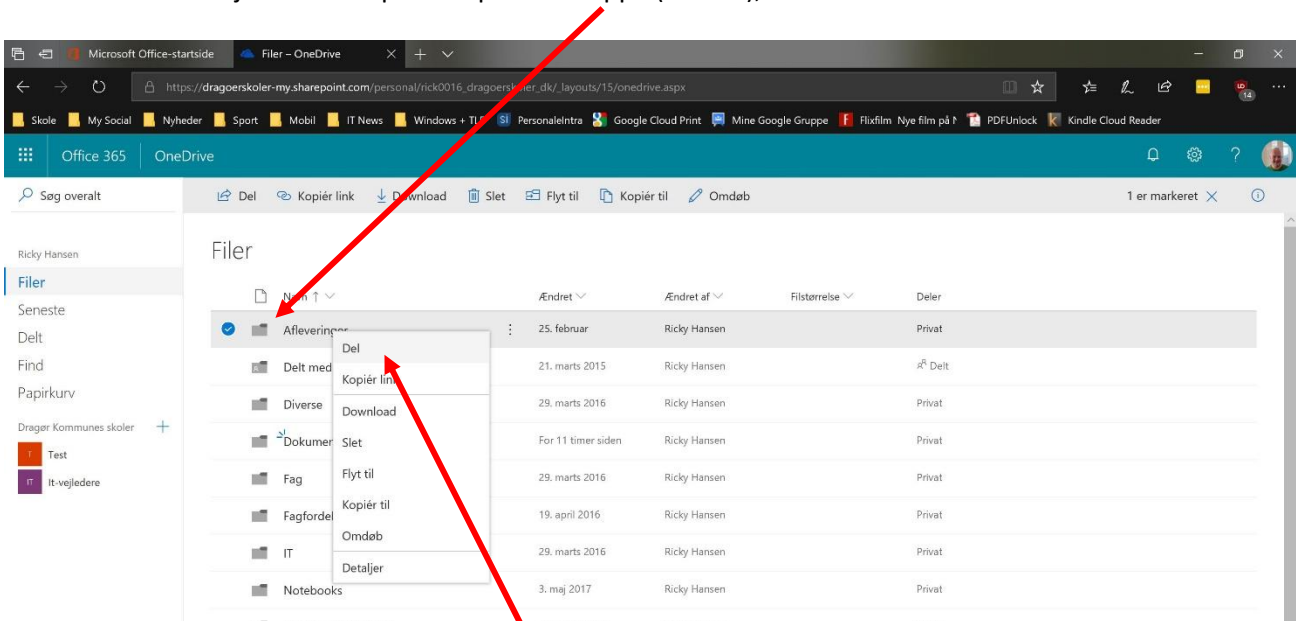 Microsoft Office-startside Filer – OneDrive
https://dragoerskoler-my.sharepoint.com/personal/rick0016_dragoerskoler_dk/_layouts/15/onedrive.aspx
14
Skole My Social Nyheder Sport Mobil IT News Windows + SI PersonaleIntra Google Cloud Print Mine Google Gruppe F Flixfilm Nye film på PDFUnlock K Kindle Cloud Reader
Office 365 OneDrive ?
Søg overalt Del Kopiér link Download Slet Flyt til Kopiér til Omdøb 1 er markeret
Ricky Hansen
Filer
Filer
Seneste
Delt
Find
Papirkurv
Dragør Kommunes skoler
T Test
IT It-vejledere
Navn Ændret Ændret af Filstørrelse Deler
Afleveringer 25. februar Ricky Hansen Privat
Delt med 21. marts 2015 Ricky Hansen Delt
Diverse 29. marts 2016 Ricky Hansen Privat
For 11 timer siden Ricky Hansen Privat
Fag 29. marts 2016 Ricky Hansen Privat
19. april 2016 Ricky Hansen Privat
IT 29. marts 2016 Ricky Hansen Privat
Notebooks 3. maj 2017 Ricky Hansen Privat
Del
Kopiér link
Download
Slet
Flyt til
Kopiér til
Omdøb
Detaljer